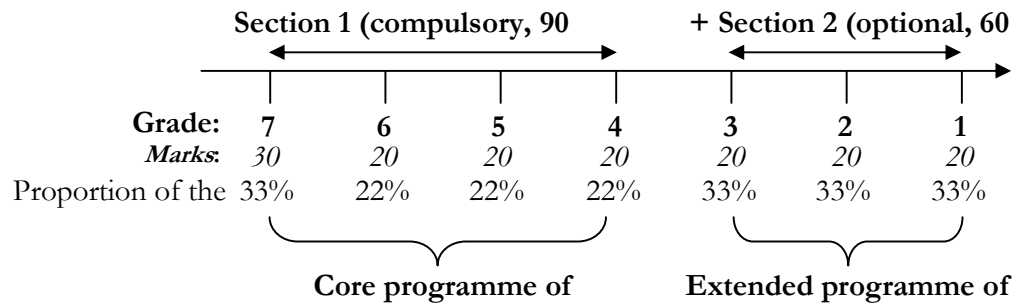 Section 1 (compulsory, 90 + Section 2 (optional, 60
Grade: 7 6 5 4 3 2 1
Marks: 30 20 20 20 20 20 20
Proportion of the 33% 22% 22% 22% 33% 33% 33%
Core programme of Extended programme of